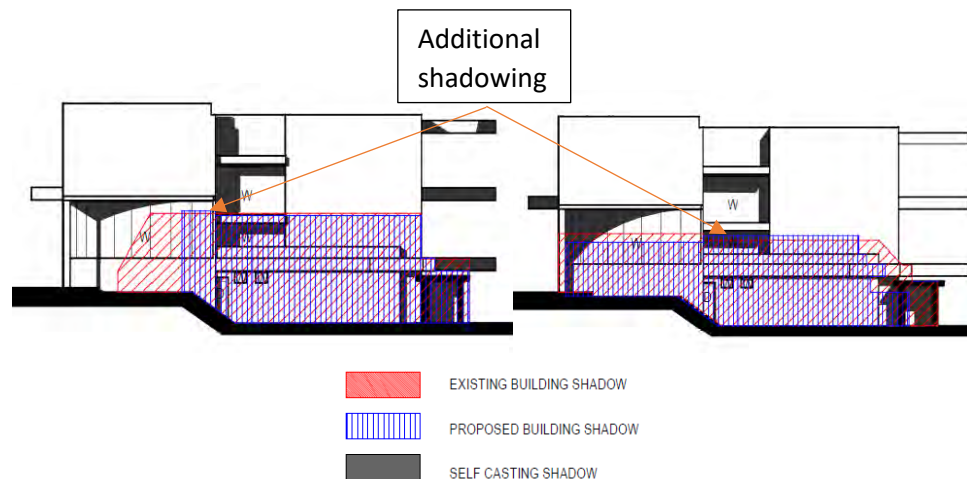 Additional
shadowing
W
W
W
W
W
W
W
W
W
W
D
EXISTING BUILDING SHADOW
PROPOSED BUILDING SHADOW
SELF CASTING SHADOW